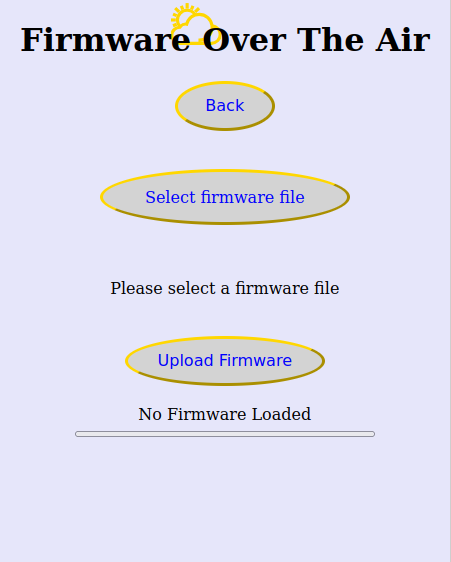 Firmware Over The Air
Back
Select firmware file
Please select a firmware file
Upload Firmware
No Firmware Loaded